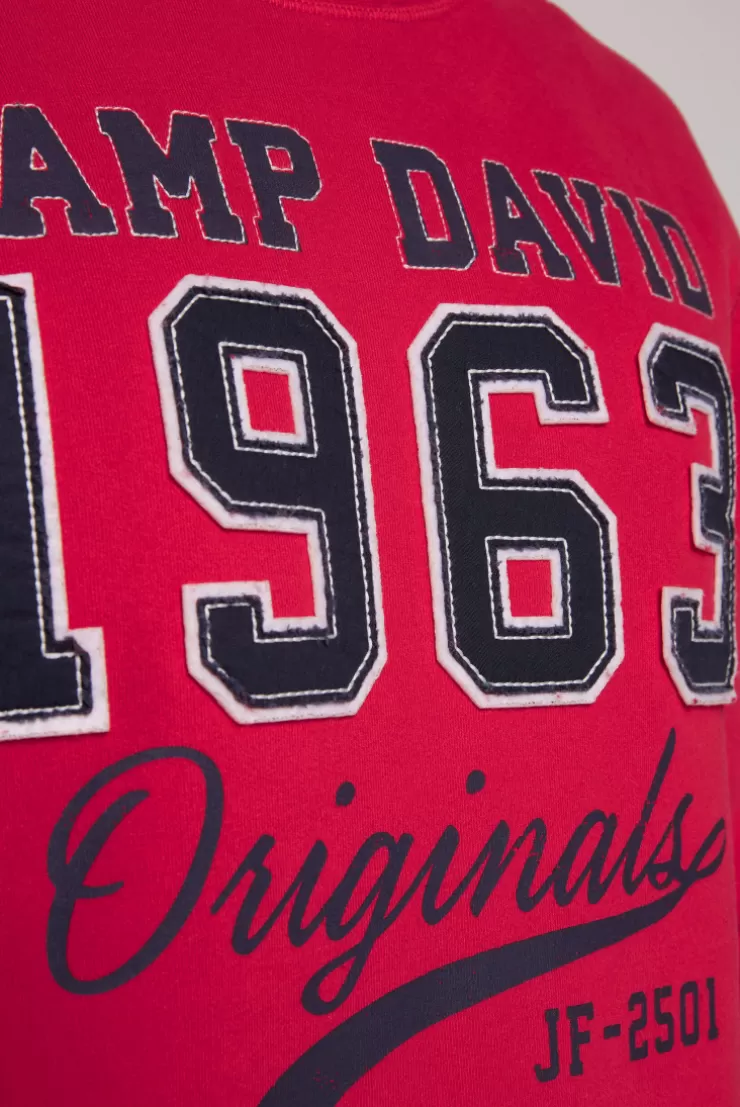 AMP DAVID
1963
Originals
JF-2501